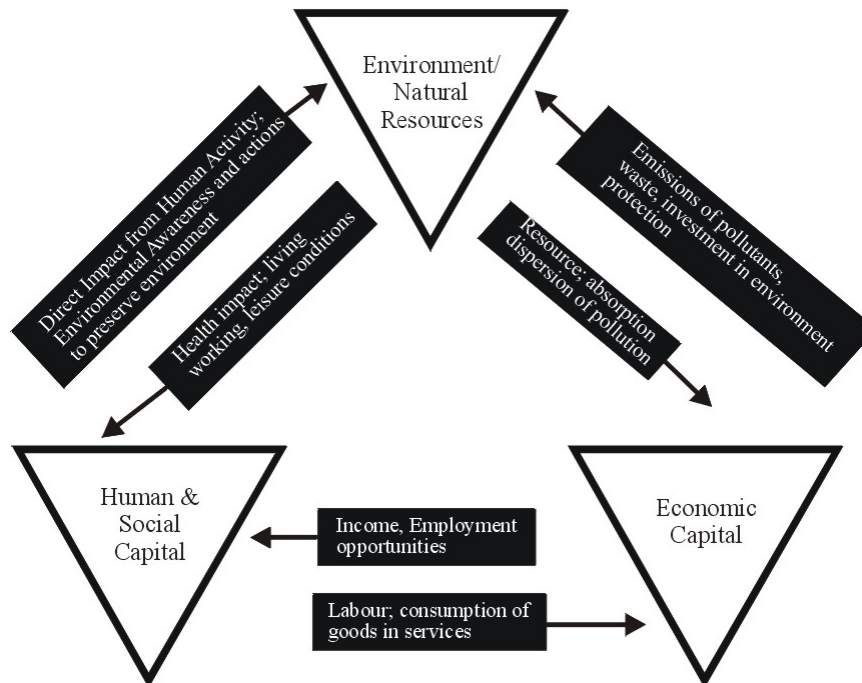 Environment/
Natural
Resources
Direct Impact from Human Activity;
Environmental Awareness and actions
to preserve environment
Health impact; living
working, leisure conditions
Emissions of pollutants,
waste, investment in environment
protection
Resource; absorption
dispersion of pollution
Human &
Social
Capital
Income, Employment
opportunities
Economic
Capital
Labour; consumption of
goods in services